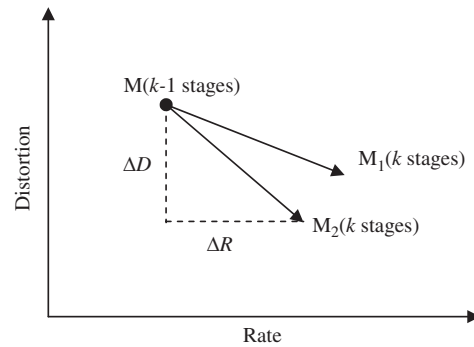 M(k-1 stages)
ΔD
M₁(k stages)
M₂(k stages)
ΔR
Distortion
Rate